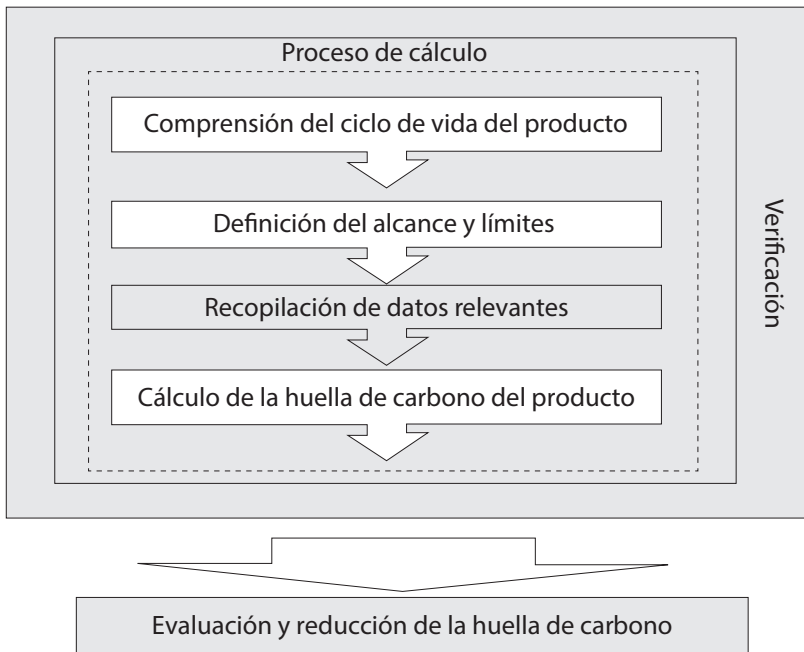 Proceso de cálculo
Comprensión del ciclo de vida del producto
Definición del alcance y límites
Recopilación de datos relevantes
Cálculo de la huella de carbono del producto
Verificación
Evaluación y reducción de la huella de carbono